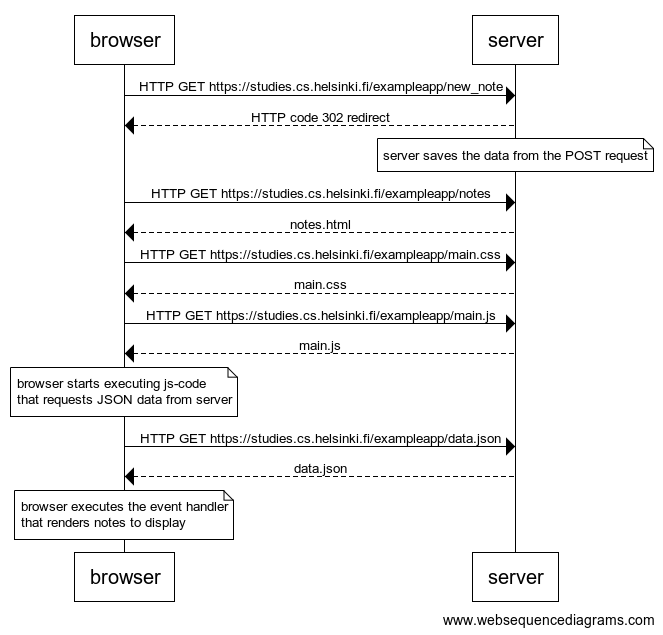 browser
server
HTTP GET https://studies.cs.helsinki.fi/exampleapp/new_note
HTTP code 302 redirect
server saves the data from the POST request
HTTP GET https://studies.cs.helsinki.fi/exampleapp/notes
notes.html
HTTP GET https://studies.cs.helsinki.fi/exampleapp/main.css
main.css
HTTP GET https://studies.cs.helsinki.fi/exampleapp/main.js
main.js
browser starts executing js-code
that requests JSON data from server
HTTP GET https://studies.cs.helsinki.fi/exampleapp/data.json
data.json
browser executes the event handler
that renders notes to display
browser
server
www.websequencediagrams.com